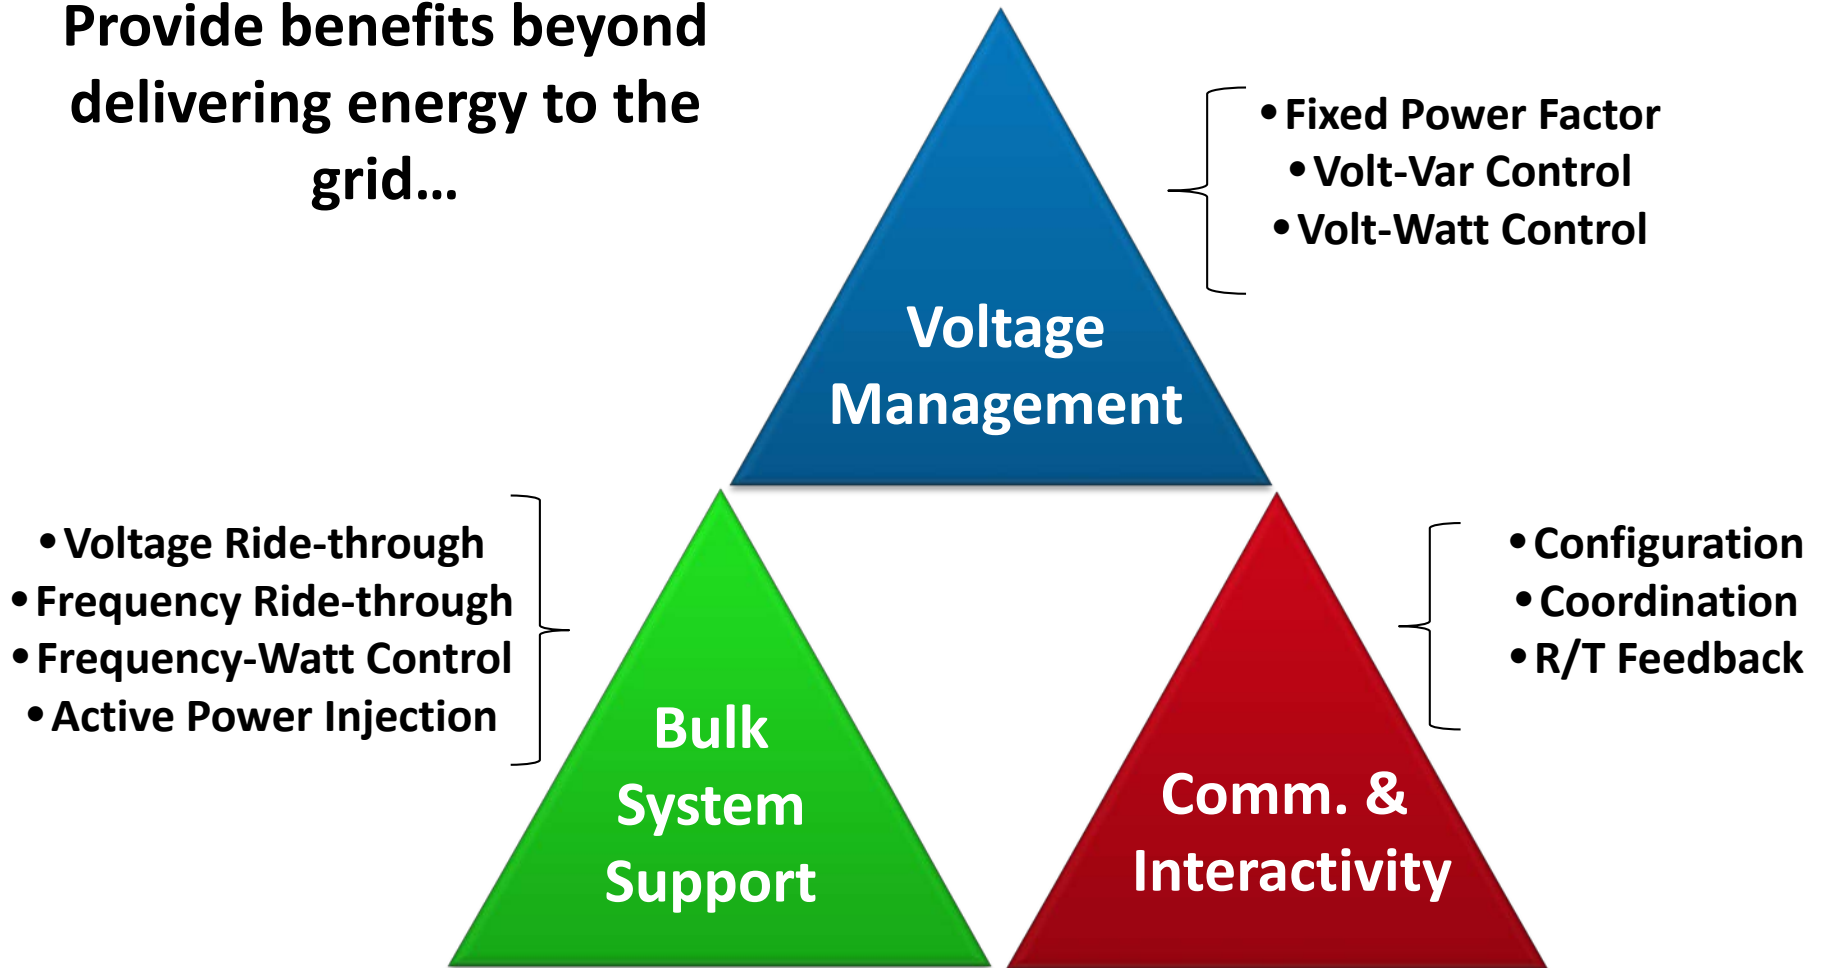 Provide benefits beyond
delivering energy to the
grid…
• Fixed Power Factor
• Volt-Var Control
• Volt-Watt Control
Voltage
Management
• Voltage Ride-through
• Frequency Ride-through
• Frequency-Watt Control
• Active Power Injection
Bulk
System
Support
• Configuration
• Coordination
• R/T Feedback
Comm. &
Interactivity